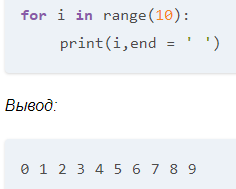 for i in range(10):
print(i,end = ' ')
Вывод:
0 1 2 3 4 5 6 7 8 9